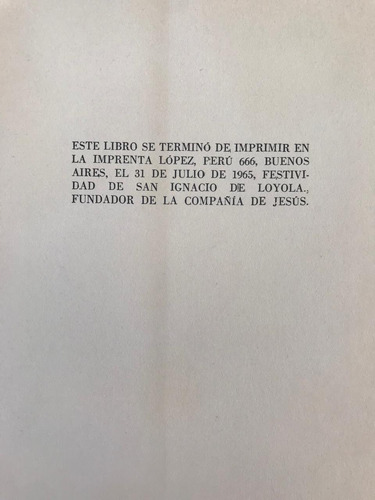 ESTE LIBRO SE TERMINÓ DE IMPRIMIR EN
LA IMPRENTA LÓPEZ, PERÚ 666, BUENOS
AIRES, EL 31 DE JULIO DE 1965, FESTIVI-
DAD DE SAN IGNACIO DE LOYOLA.,
FUNDADOR DE LA COMPAÑÍA DE JESÚS.